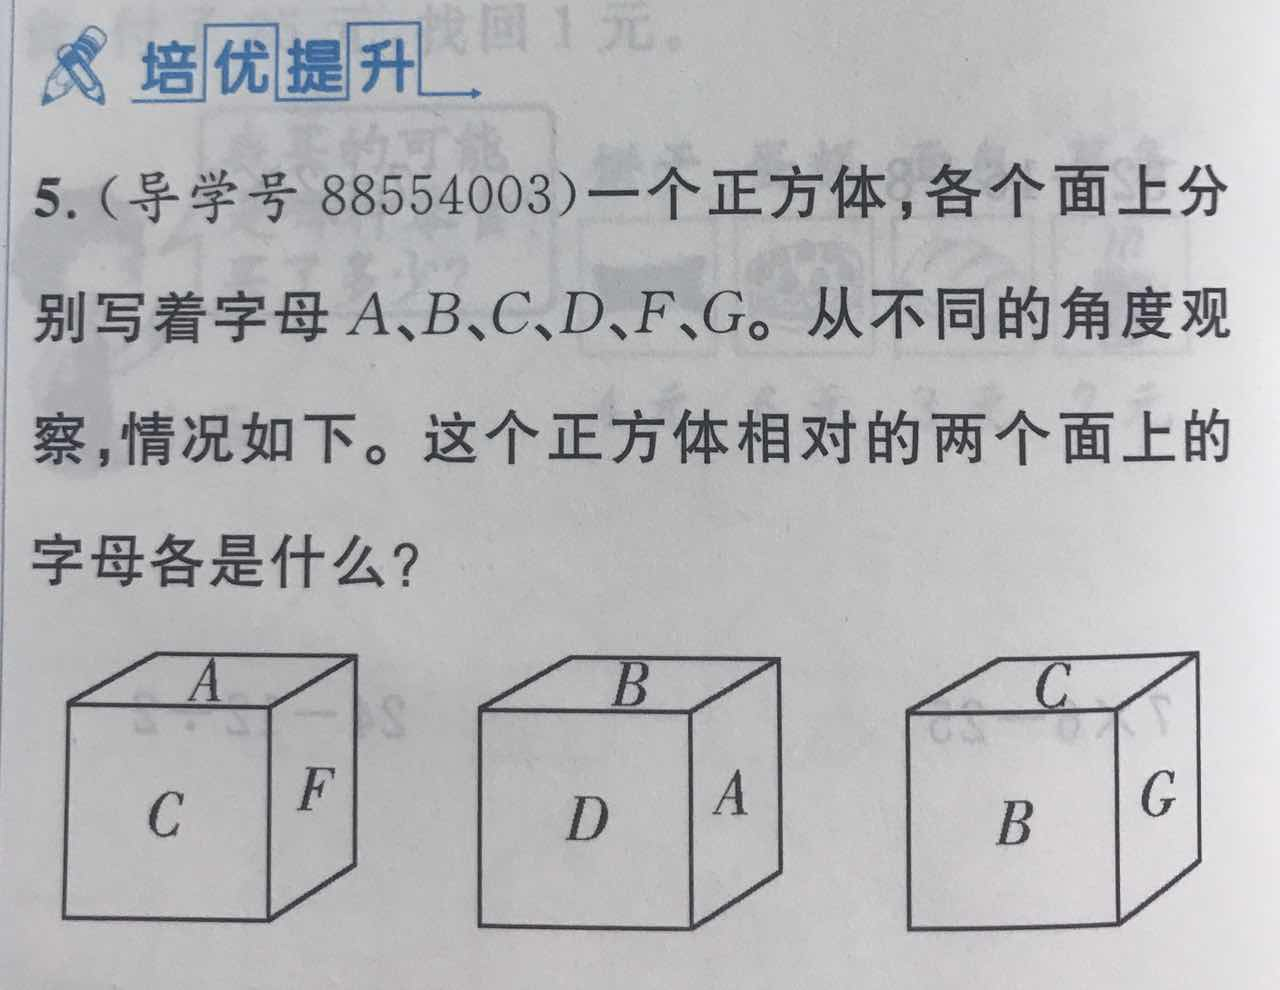 培优提升
5.(导学号 88554003)一个正方体,各个面上分
别写着字母 A、B、C、D、F、G。从不同的角度观
察,情况如下。这个正方体相对的两个面上的
字母各是什么?
A B C
C F D A B G